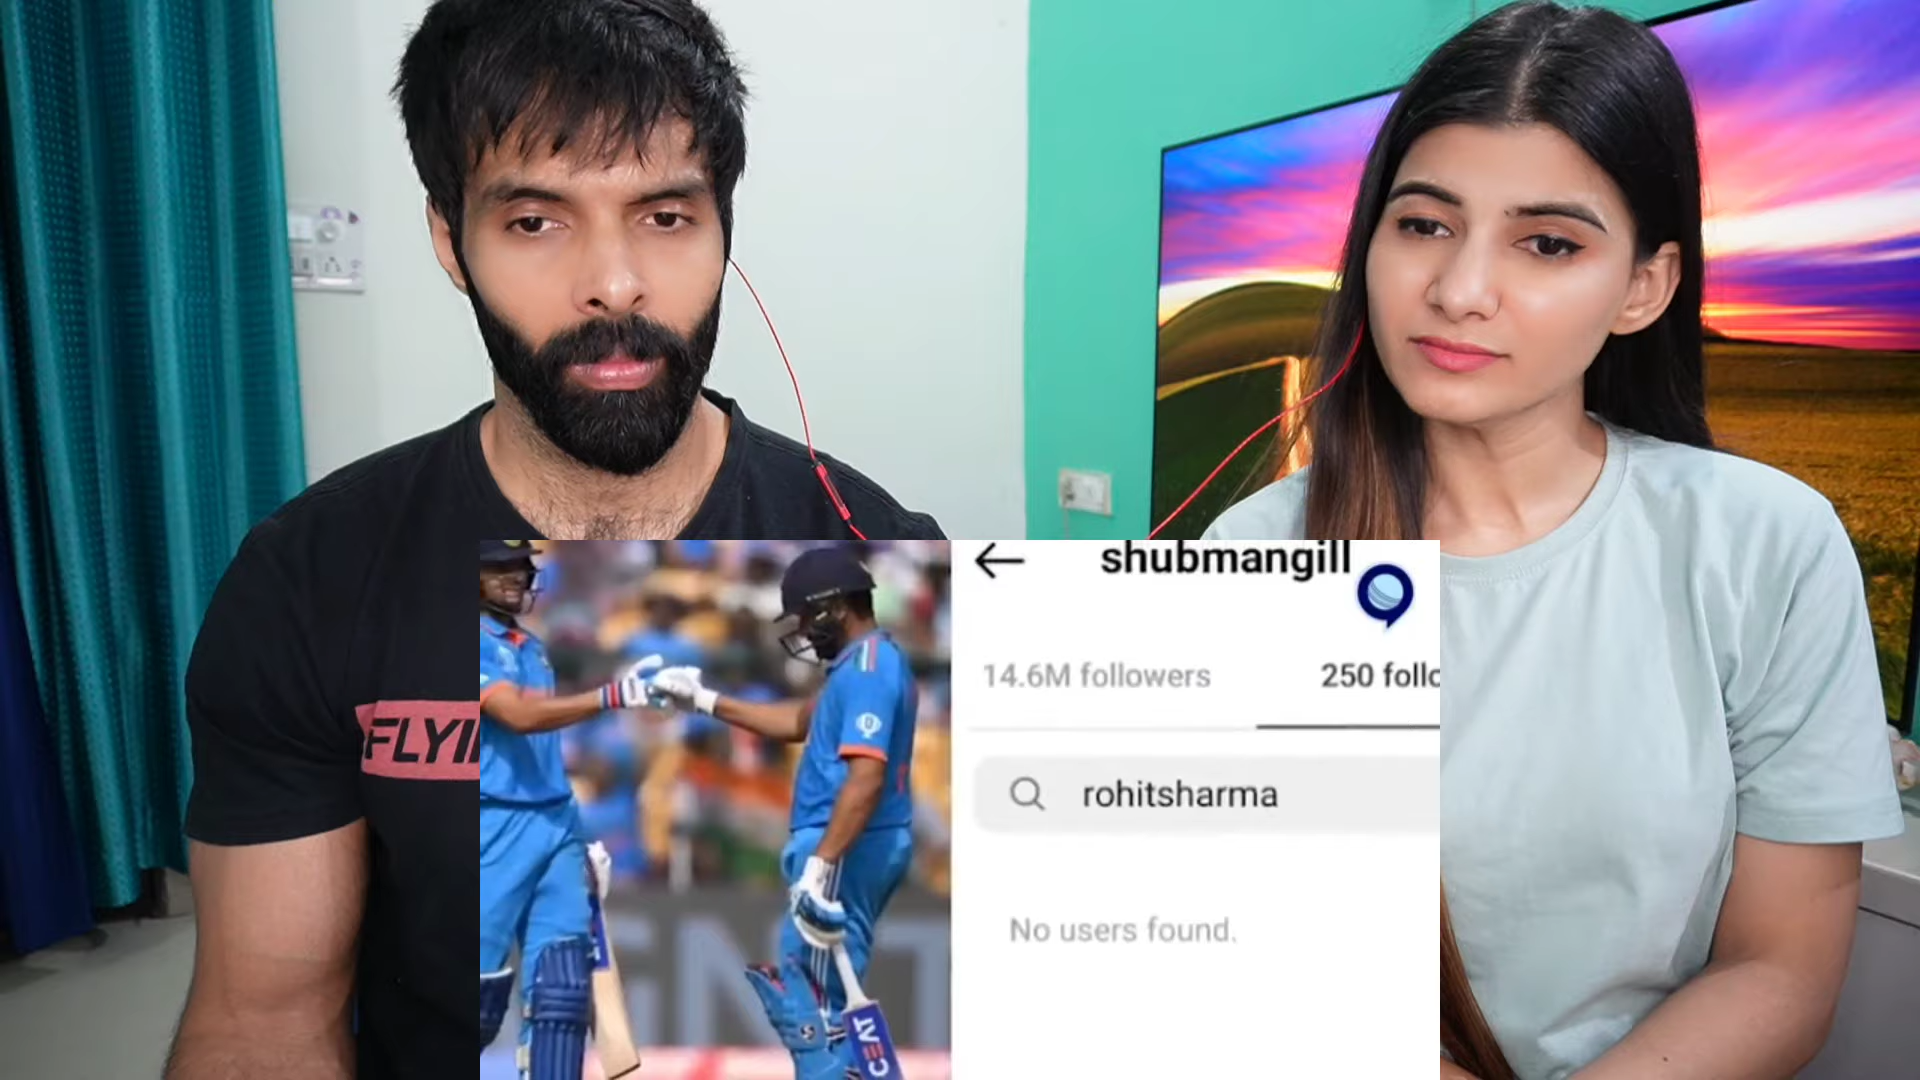 FLYI
shubmangill
14.6M followers
250 follo
rohitsharma
No users found.
CEAT